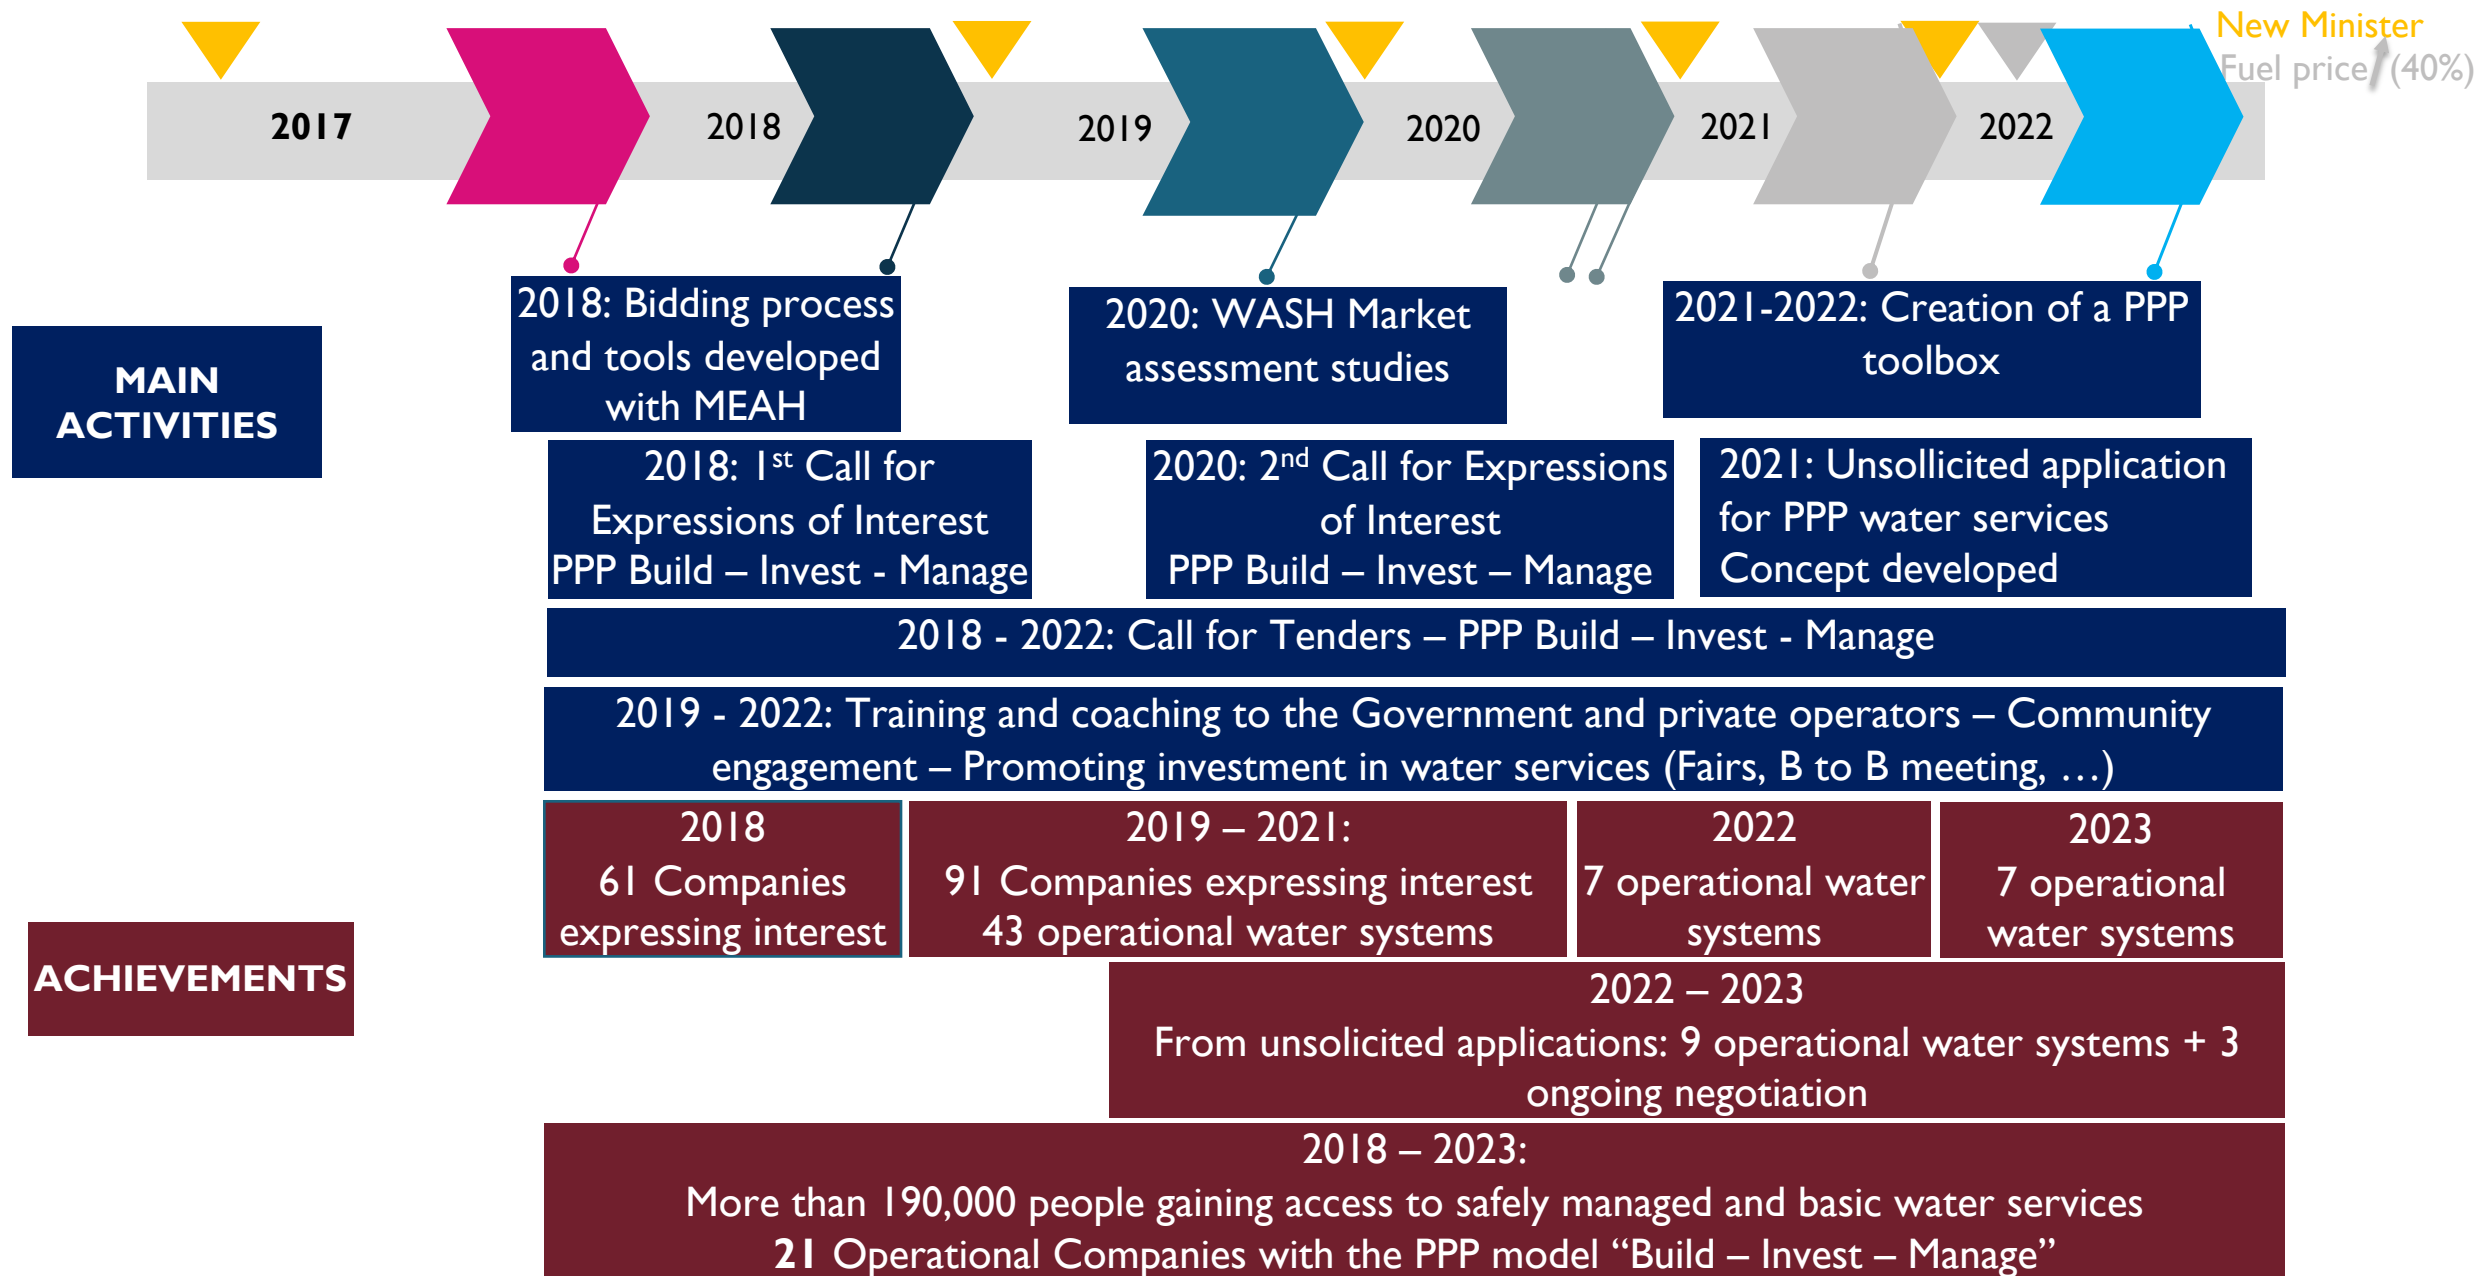 New Minister
Fuel price (40%)
2017
2018
2019
2020
2021
2022
MAIN
ACTIVITIES
2018: Bidding process
and tools developed
with MEAH
2020: WASH Market
assessment studies
2021-2022: Creation of a PPP
toolbox
2018: 1st Call for
Expressions of Interest
PPP Build – Invest - Manage
2020: 2nd Call for Expressions
of Interest
PPP Build – Invest – Manage
2021: Unsollicited application
for PPP water services
Concept developed
2018 - 2022: Call for Tenders – PPP Build – Invest - Manage
2019 - 2022: Training and coaching to the Government and private operators – Community
engagement – Promoting investment in water services (Fairs, B to B meeting, …)
ACHIEVEMENTS
2018
61 Companies
expressing interest
2019 – 2021:
91 Companies expressing interest
43 operational water systems
2022
7 operational water
systems
2023
7 operational
water systems
2022 – 2023
From unsolicited applications: 9 operational water systems + 3
ongoing negotiation
2018 – 2023:
More than 190,000 people gaining access to safely managed and basic water services
21 Operational Companies with the PPP model “Build – Invest – Manage”